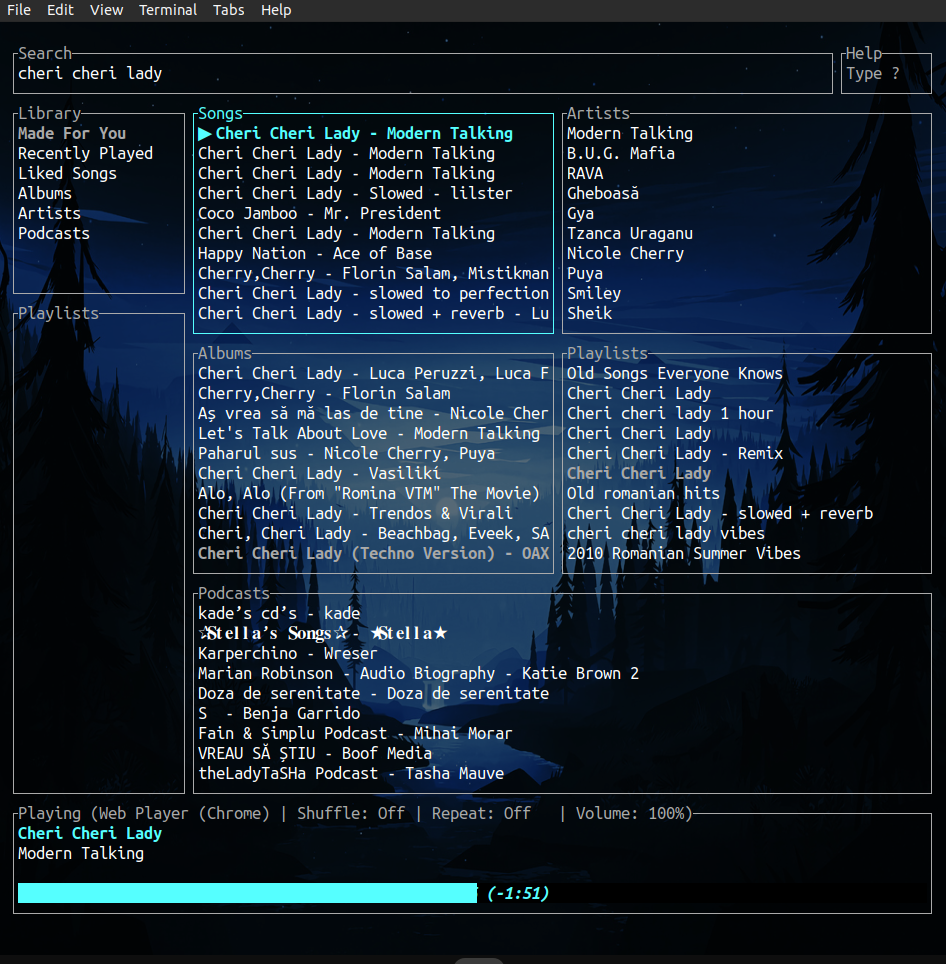 File Edit View Terminal Tabs Help
Search
cheri cheri lady
Help
Type ?
Library
Made For You
Recently Played
Liked Songs
Albums
Artists
Podcasts
Playlists
Songs
▶ Cheri Cheri Lady - Modern Talking
Cheri Cheri Lady - Modern Talking
Cheri Cheri Lady - Modern Talking
Cheri Cheri Lady - Slowed - lilster
Coco Jamboo - Mr. President
Cheri Cheri Lady - Modern Talking
Happy Nation - Ace of Base
Cherry,Cherry - Florin Salam, Mistikman
Cheri Cheri Lady - slowed to perfection
Cheri Cheri Lady - slowed + reverb - Lu
Artists
Modern Talking
B.U.G. Mafia
RAVA
Gheboasă
Gya
Tzanca Uraganu
Nicole Cherry
Puya
Smiley
Sheik
Albums
Cheri Cheri Lady - Luca Peruzzi, Luca F
Cherry,Cherry - Florin Salam
Aș vrea să mă las de tine - Nicole Cher
Let's Talk About Love - Modern Talking
Paharul sus - Nicole Cherry, Puya
Cheri Cheri Lady - Vasilikí
Alo, Alo (From "Romina VTM" The Movie)
Cheri Cheri Lady - Trendos & Virali
Cheri, Cheri Lady - Beachbag, Eveek, SA
Cheri Cheri Lady (Techno Version) - OAX
Playlists
Old Songs Everyone Knows
Cheri Cheri Lady
Cheri cheri lady 1 hour
Cheri Cheri Lady
Cheri Cheri Lady - Remix
Cheri Cheri Lady
Old romanian hits
Cheri Cheri Lady - slowed + reverb
cheri cheri lady vibes
2010 Romanian Summer Vibes
Podcasts
kade’s cd’s - kade
☆Stella’s Songs☆ - ★Stella★
Karperchino - Wreser
Marian Robinson - Audio Biography - Katie Brown 2
Doza de serenitate - Doza de serenitate
S  - Benja Garrido
Fain & Simplu Podcast - Mihai Morar
VREAU SĂ ȘTIU - Boof Media
theLadyTaSHa Podcast - Tasha Mauve
Playing (Web Player (Chrome) | Shuffle: Off | Repeat: Off   | Volume: 100%)
Cheri Cheri Lady
Modern Talking
(-1:51)